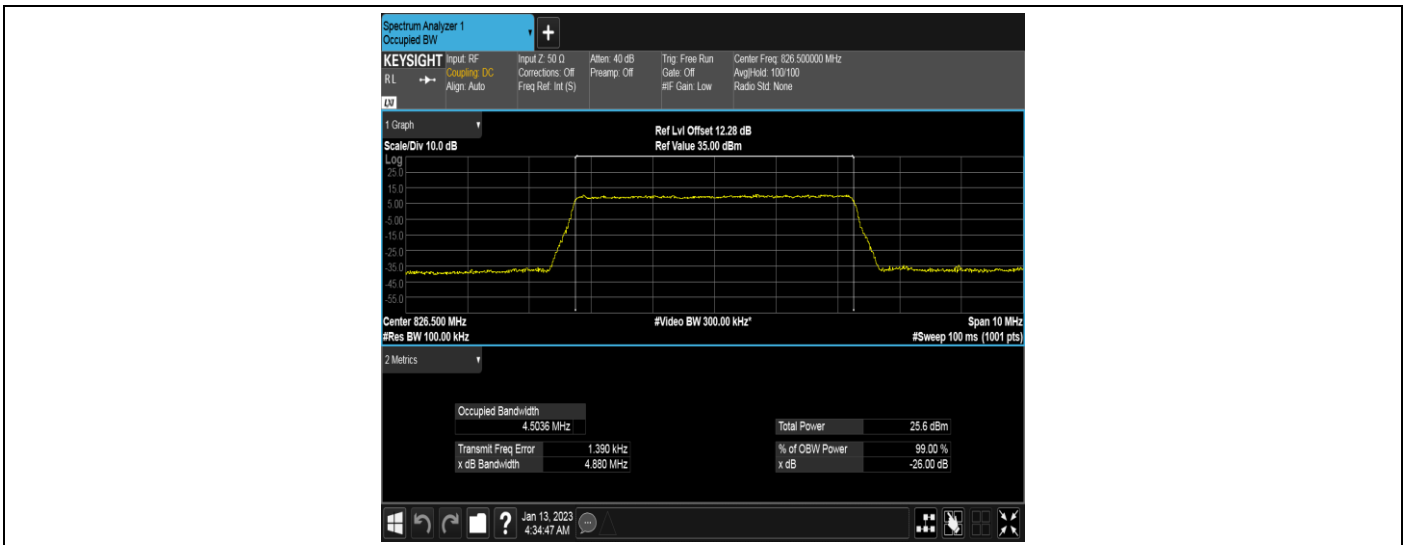 Spectrum Analyzer 1
Occupied BW
+
KEYSIGHT
RL
LXI
Input: RF
Coupling: DC
Align: Auto
Input Z: 50 Ω
Corrections: Off
Freq Ref: Int (S)
Atten: 40 dB
Preamp: Off
Trig: Free Run
Gate: Off
#IF Gain: Low
Center Freq: 826.500000 MHz
Avg|Hold: 100/100
Radio Std: None
1 Graph
Scale/Div 10.0 dB
Ref Lvl Offset 12.28 dB
Ref Value 35.00 dBm
Log
25.0
15.0
5.00
-5.00
-15.0
-25.0
-35.0
-45.0
-55.0
Center 826.500 MHz
#Video BW 300.00 kHz*
Span 10 MHz
#Res BW 100.00 kHz
#Sweep 100 ms (1001 pts)
2 Metrics
Occupied Bandwidth
4.5036 MHz
Total Power 25.6 dBm
Transmit Freq Error 1.390 kHz
% of OBW Power 99.00 %
x dB Bandwidth 4.880 MHz
x dB -26.00 dB
?
Jan 13, 2023
4:34:47 AM